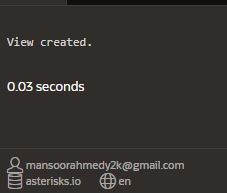 View created.
0.03 seconds
mansoorahmedy2k@gmail.com
asterisks.io en